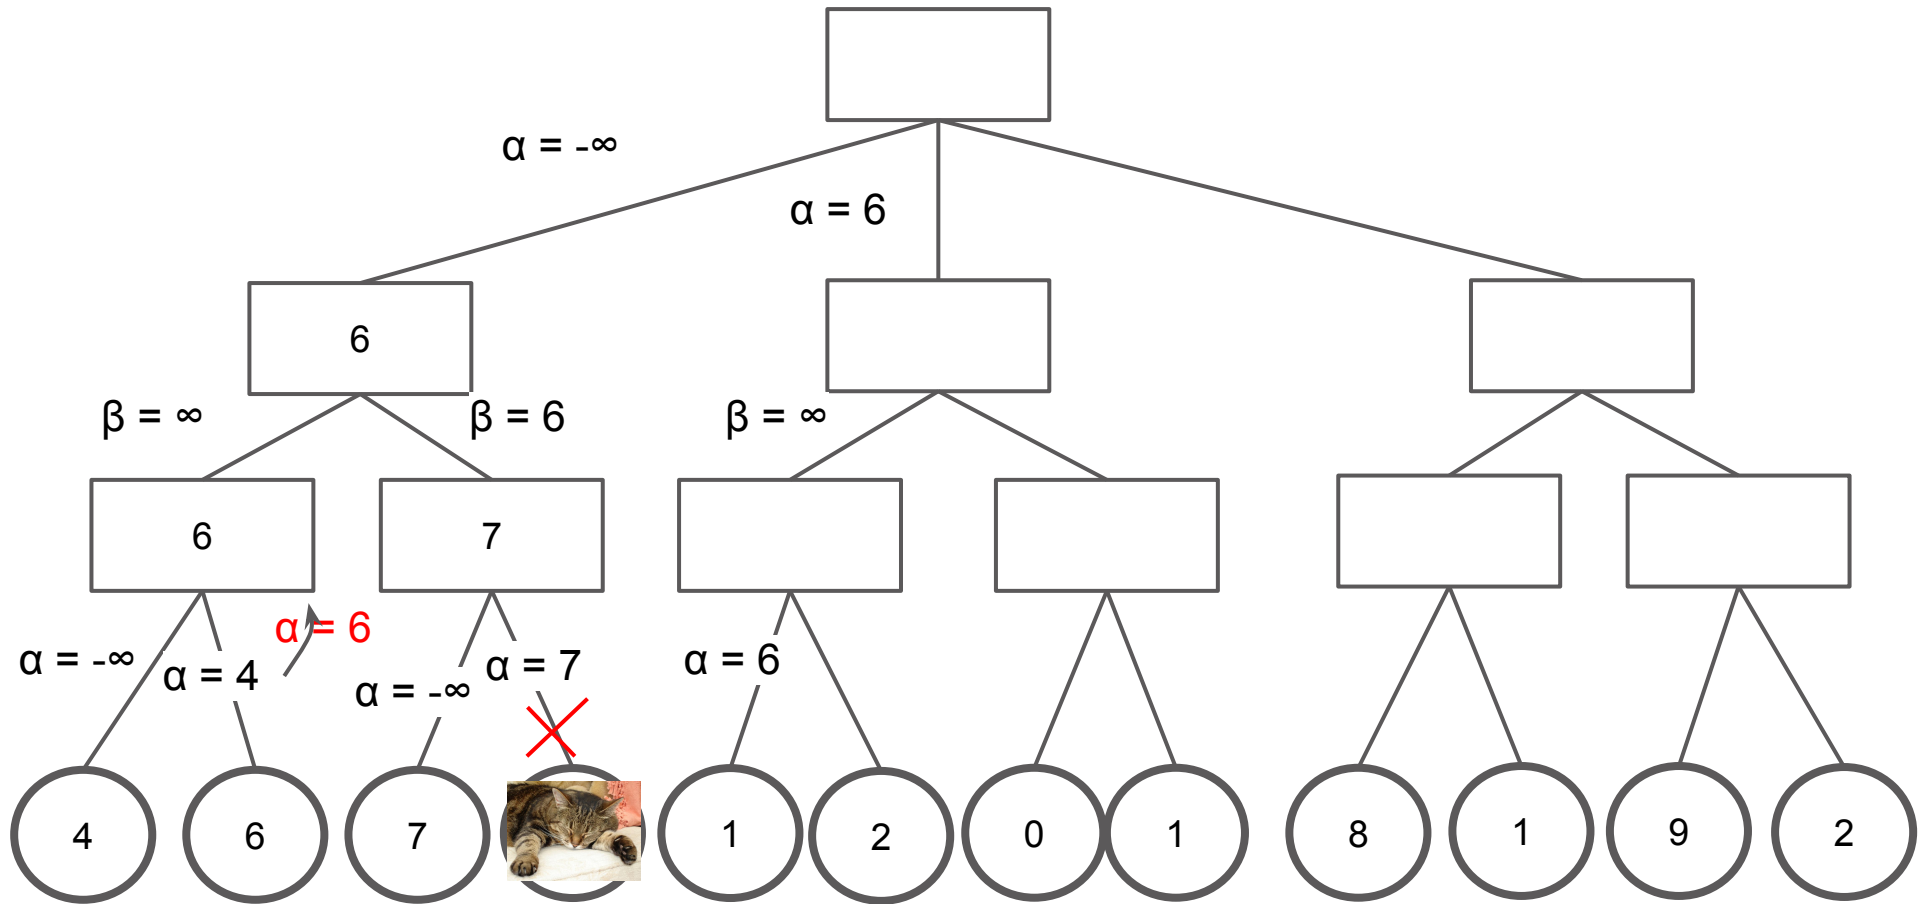 α = -∞
α = 6
6
β = ∞
β = 6
β = ∞
6
7
α = 6
α = -∞
α = 4
α = -∞
α = 7
α = 6
4
6
7
1
2
0
1
8
1
9
2